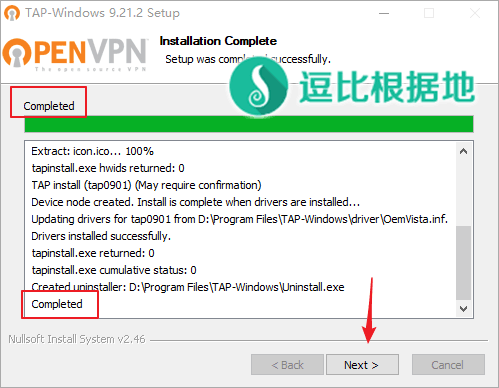 TAP-Windows 9.21.2 Setup
OPENVPN
The open source VPN
Installation Complete
Setup was completed successfully.
逗比根据地
Completed
Extract: icon.ico... 100%
tapinstall.exe hwids returned: 0
TAP install (tap0901) (May require confirmation)
Device node created. Install is complete when drivers are installed...
Updating drivers for tap0901 from D:\Program Files\TAP-Windows\driver\OemVista.inf.
Drivers installed successfully.
tapinstall.exe returned: 0
tapinstall.exe cumulative status: 0
Created uninstaller: D:\Program Files\TAP-Windows\Uninstall.exe
Completed
Nullsoft Install System v2.46
< Back
Next >
Cancel